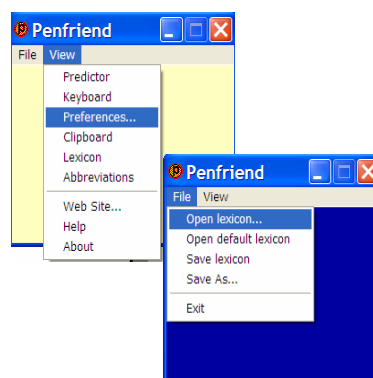 Penfriend
File View
Predictor
Keyboard
Preferences...
Clipboard
Lexicon
Abbreviations
Web Site...
Help
About
Penfriend
File View
Open lexicon...
Open default lexicon
Save lexicon
Save As...
Exit